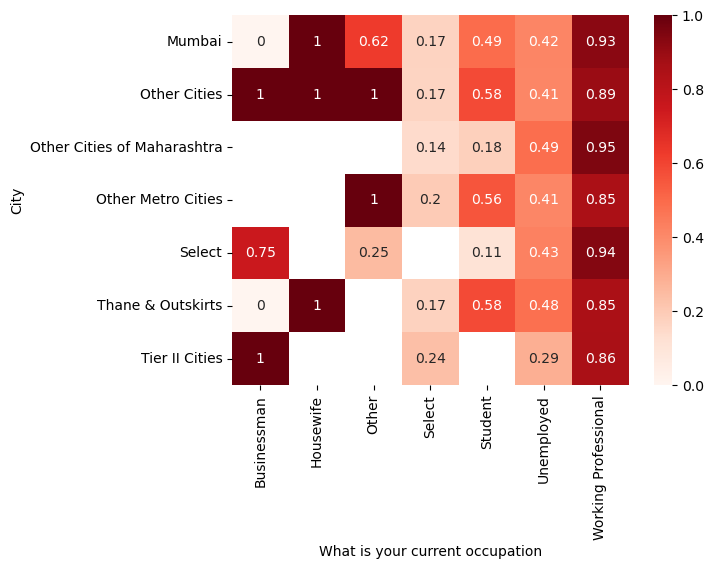 Mumbai 0 1 0.62 0.17 0.49 0.42 0.93
Other Cities 1 1 1 0.17 0.58 0.41 0.89
Other Cities of Maharashtra 0.14 0.18 0.49 0.95
Other Metro Cities 1 0.2 0.56 0.41 0.85
Select 0.75 0.25 0.11 0.43 0.94
Thane & Outskirts 0 1 0.17 0.58 0.48 0.85
Tier II Cities 1 0.24 0.29 0.86
City
Businessman
Housewife
Other
Select
Student
Unemployed
Working Professional
What is your current occupation
1.0
0.8
0.6
0.4
0.2
0.0